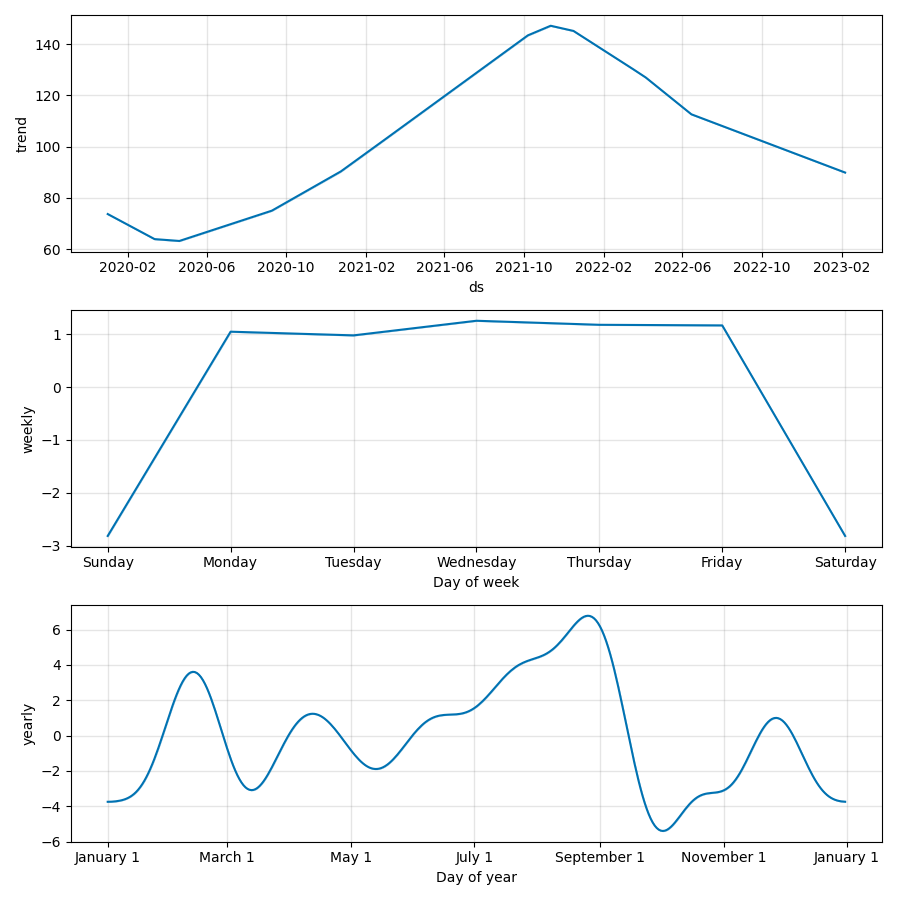 140
120
100
80
60
trend
2020-02 2020-06 2020-10 2021-02 2021-06 2021-10 2022-02 2022-06 2022-10 2023-02
ds
1
0
−1
−2
−3
weekly
Sunday Monday Tuesday Wednesday Thursday Friday Saturday
Day of week
6
4
2
0
−2
−4
−6
yearly
January 1 March 1 May 1 July 1 September 1 November 1 January 1
Day of year